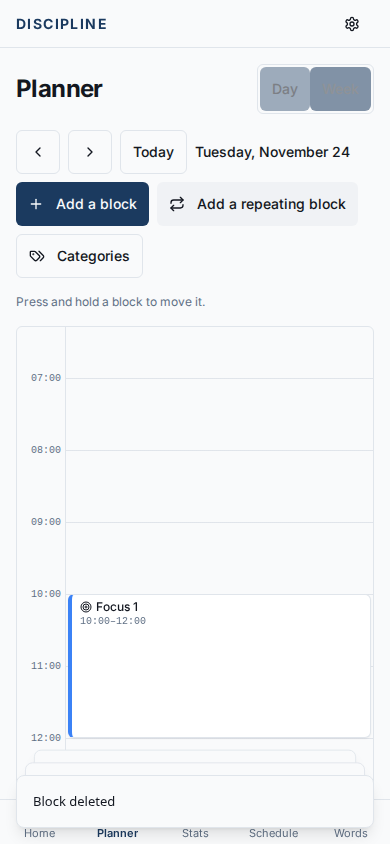 DISCIPLINE
Planner
Day
Today
Tuesday, November 24
Add a block
Add a repeating block
Categories
Press and hold a block to move it.
07:00
08:00
09:00
10:00
Focus 1
10:00–12:00
11:00
12:00
Block deleted
Home
Planner
Stats
Schedule
Words